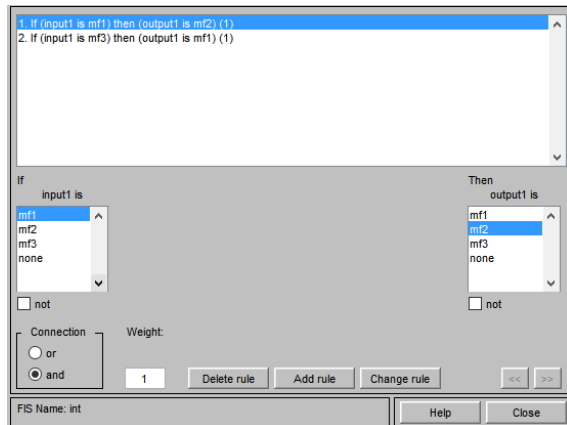 1. If (input1 is mf1) then (output1 is mf2) (1)
2. If (input1 is mf3) then (output1 is mf1) (1)
If
input1 is
mf1
mf2
mf3
none
not
Then
output1 is
mf1
mf2
mf3
none
not
Connection
or
and
Weight:
1
Delete rule
Add rule
Change rule
<<
>>
FIS Name: int
Help
Close